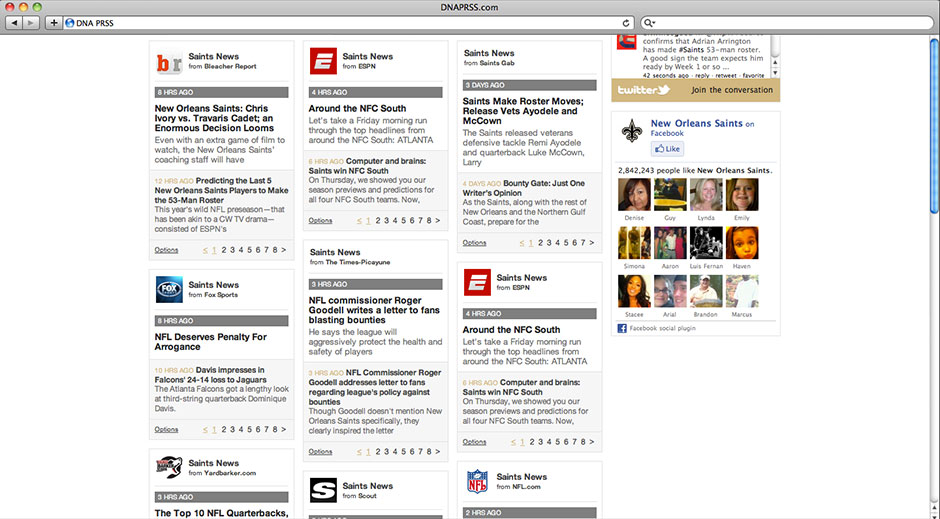 DNAPRSS.com
DNA PRSS
br
Saints News
from Bleacher Report
8 HRS AGO
New Orleans Saints: Chris
Ivory vs. Travaris Cadet; an
Enormous Decision Looms
Even with an extra game of film to
watch, the New Orleans Saints'
coaching staff will have
12 HRS AGO Predicting the Last 5
New Orleans Saints Players to Make
the 53-Man Roster
This year's wild NFL preseason—that
has been akin to a CW TV drama—
consisted of ESPN's
Options < 1 2 3 4 5 6 7 8 >
FOX
SPORTS
Saints News
from Fox Sports
8 HRS AGO
NFL Deserves Penalty For
Arrogance
10 HRS AGO Davis impresses in
Falcons' 24-14 loss to Jaguars
The Atlanta Falcons got a lengthy look
at third-string quarterback Dominique
Davis.
Options < 1 2 3 4 5 6 7 8 >
Saints News
from Yardbarker.com
3 HRS AGO
The Top 10 NFL Quarterbacks,
E
Saints News
from ESPN
4 HRS AGO
Around the NFC South
Let's take a Friday morning run
through the top headlines from
around the NFC South: ATLANTA
6 HRS AGO Computer and brains:
Saints win NFC South
On Thursday, we showed you our
season previews and predictions for
all four NFC South teams. Now,
Options < 1 2 3 4 5 6 7 8 >
Saints News
from The Times-Picayune
3 HRS AGO
NFL commissioner Roger
Goodell writes a letter to fans
blasting bounties
He says the league will
aggressively protect the health and
safety of players
3 HRS AGO NFL Commissioner Roger
Goodell addresses letter to fans
regarding league's policy against
bounties
Though Goodell doesn't mention New
Orleans Saints specifically, they
clearly inspired the letter
Options < 1 2 3 4 5 6 7 8 >
S
Saints News
from Scout
Saints News
from Saints Gab
3 DAYS AGO
Saints Make Roster Moves;
Release Vets Ayodele and
McCown
The Saints released veterans
defensive tackle Remi Ayodele
and quarterback Luke McCown,
Larry
4 DAYS AGO Bounty Gate: Just One
Writer's Opinion
As the Saints, along with the rest of
New Orleans and the Northern Gulf
Coast, prepare for the
Options < 1 2 3 4 5 6 7 >
E
Saints News
from ESPN
4 HRS AGO
Around the NFC South
Let's take a Friday morning run
through the top headlines from
around the NFC South: ATLANTA
6 HRS AGO Computer and brains:
Saints win NFC South
On Thursday, we showed you our
season previews and predictions for
all four NFC South teams. Now,
Options < 1 2 3 4 5 6 7 8 >
NFL
Saints News
from NFL.com
2 HRS AGO
confirms that Adrian Arrington
has made #Saints 53-man roster.
A good sign the team expects him
ready by Week 1 or so ...
42 seconds ago · reply · retweet · favorite
twitter Join the conversation
New Orleans Saints on
Facebook
Like
2,842,243 people like New Orleans Saints.
Denise Guy Lynda Emily
Simona Aaron Luis Fernan Haven
Stacee Arial Brandon Marcus
Facebook social plugin